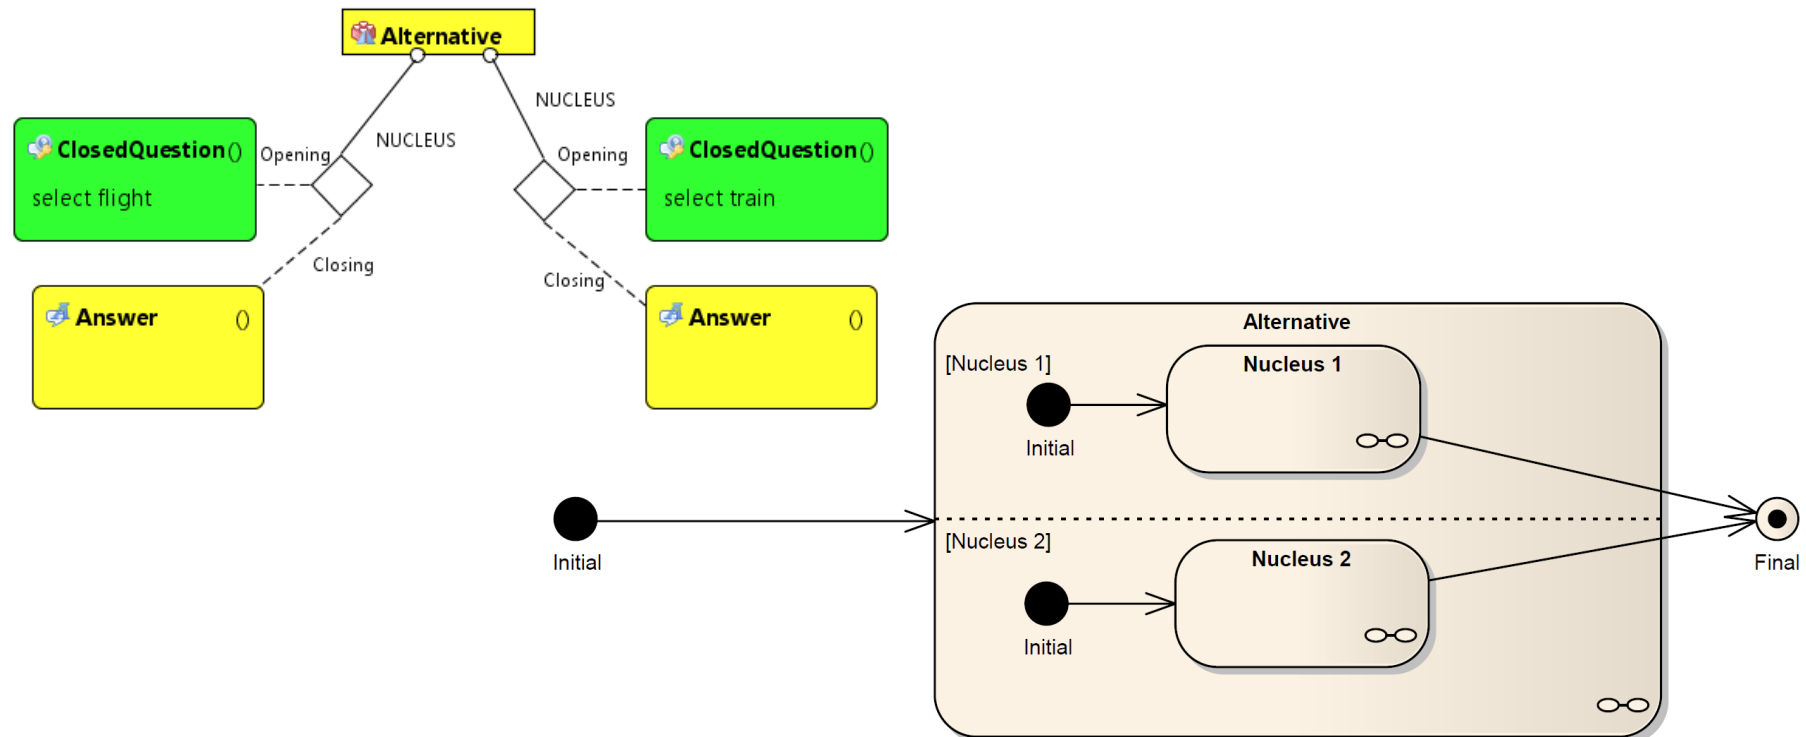 Alternative
NUCLEUS
NUCLEUS
ClosedQuestion()
Opening
select flight
Closing
Answer ()
Opening
ClosedQuestion()
select train
Closing
Answer ()
Alternative
[Nucleus 1]
Nucleus 1
Initial
Initial
[Nucleus 2]
Nucleus 2
Initial
Final